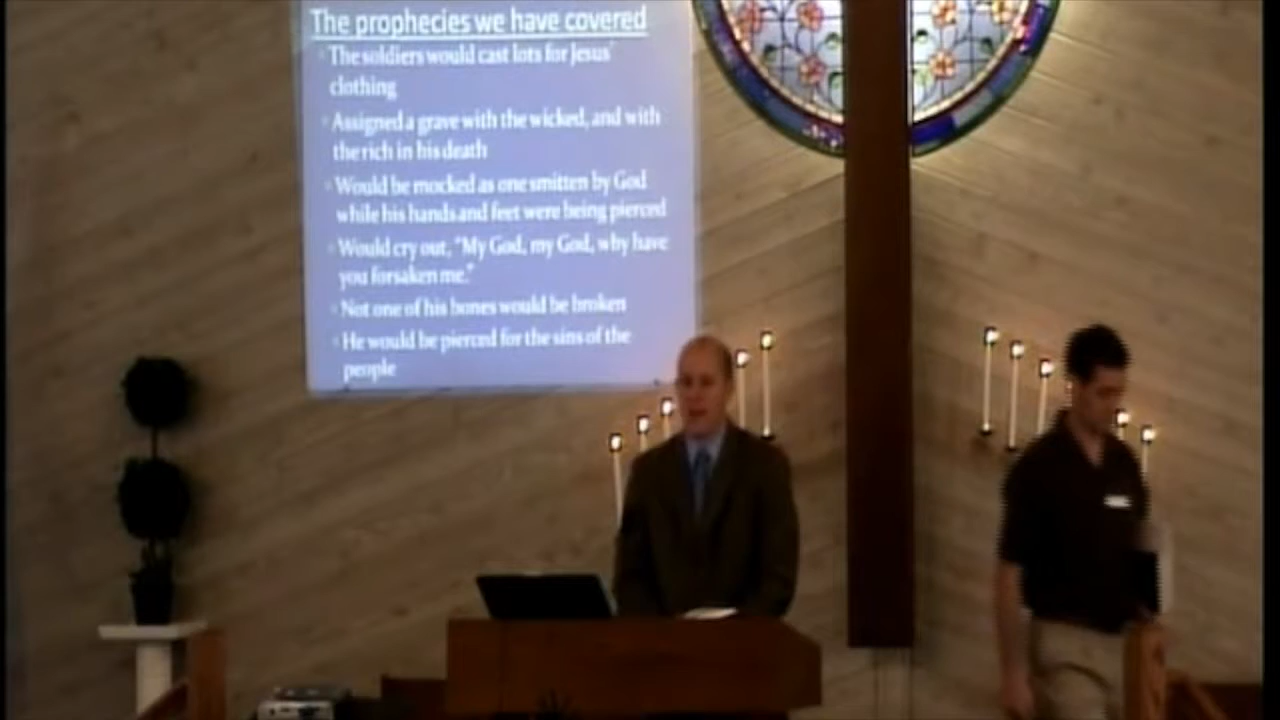 The prophecies we have covered
The soldiers would cast lots for Jesus'
clothing
Assigned a grave with the wicked, and with
the rich in his death
Would be mocked as one smitten by God
while his hands and feet were being pierced
Would cry out, "My God, my God, why have
you forsaken me."
Not one of his bones would be broken
He would be pierced for the sins of the
people